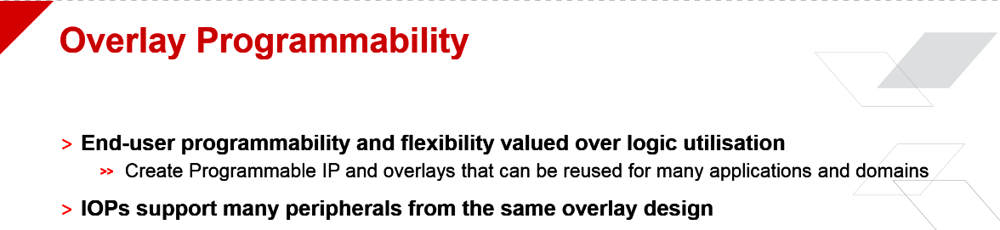 Overlay Programmability
> End-user programmability and flexibility valued over logic utilisation
>> Create Programmable IP and overlays that can be reused for many applications and domains
> IOPs support many peripherals from the same overlay design